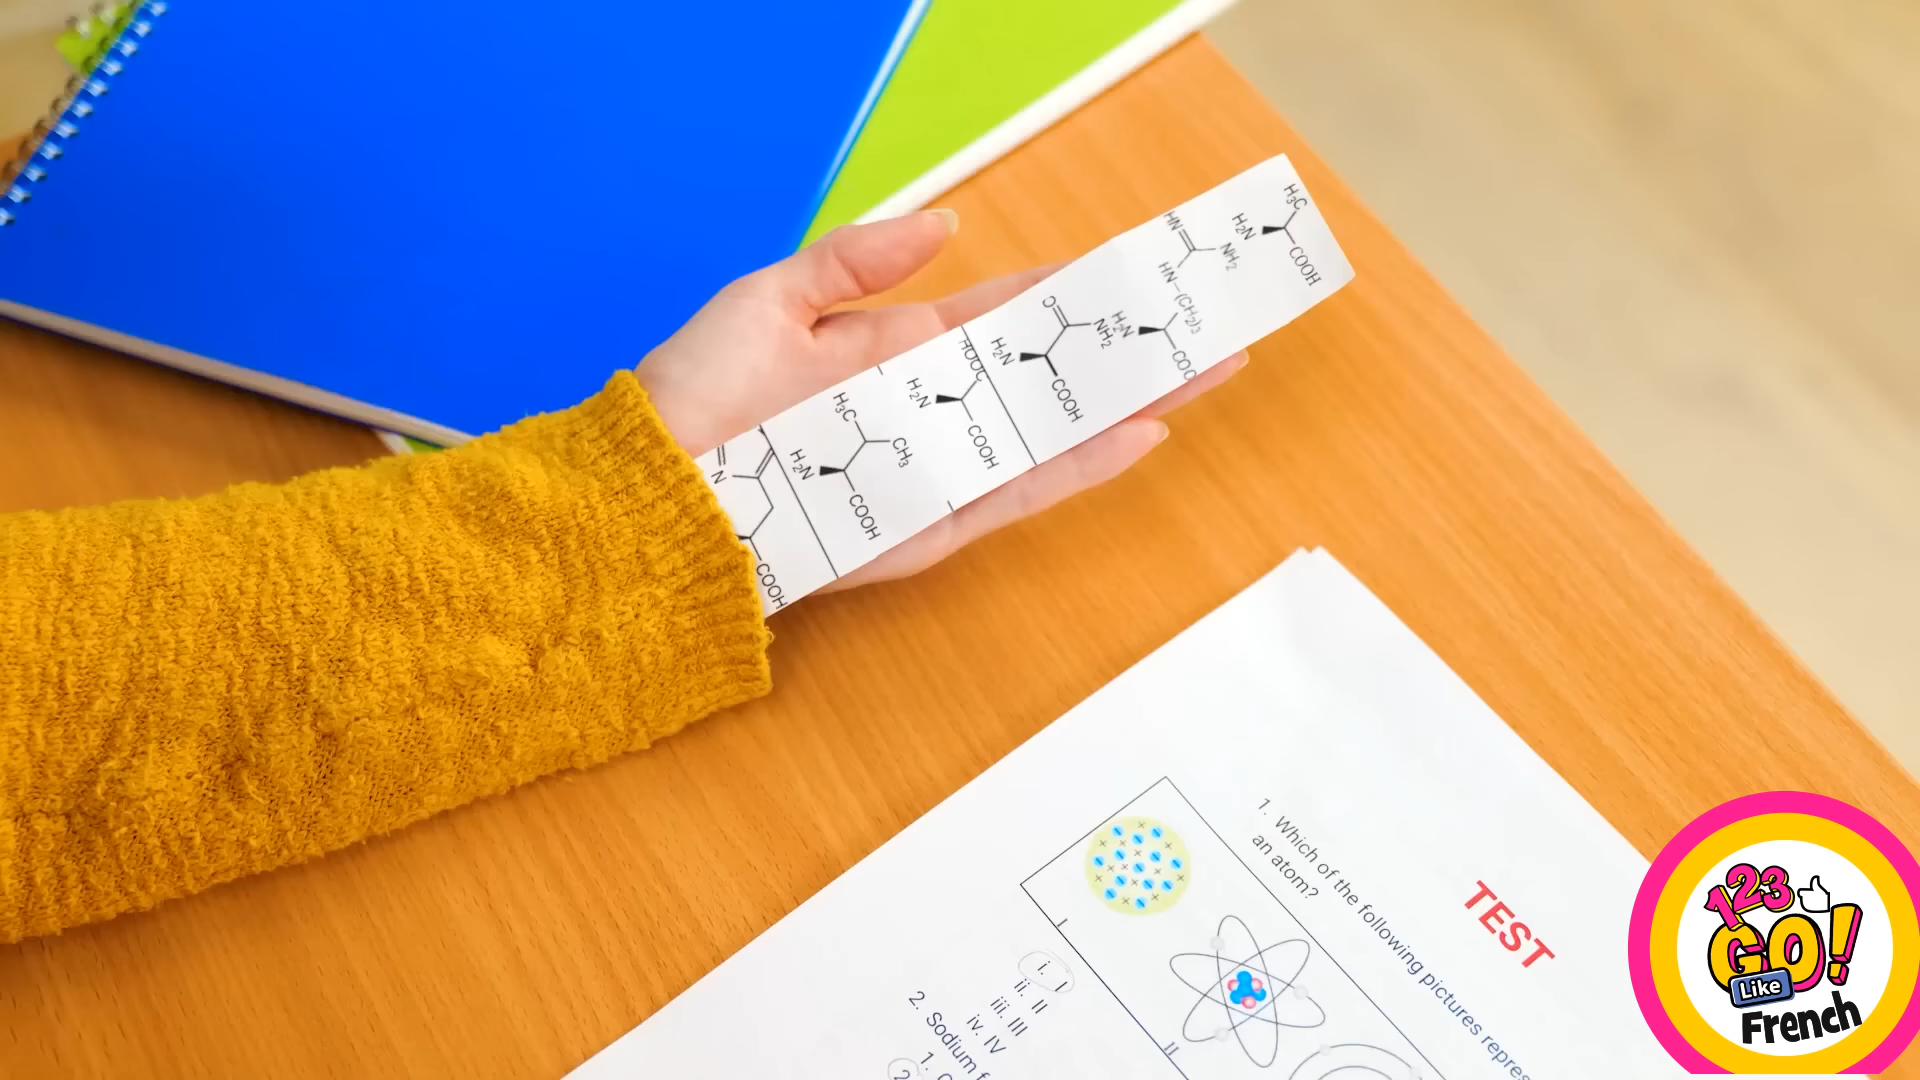 H₃C
H₂N
COOH
HN
NH₂
HN-(CH₂)₃
H₂N
COO
O
NH₂
H₂N
COOH
HOOC
H₂N
COOH
H₃C
CH₃
H₂N
COOH
N
COOH
TEST
1. Which of the following pictures repres
an atom?
I
II
i. I
ii. II
iii. III
iv. IV
2. Sodium f
1. C
2
123
GO!
Like
French